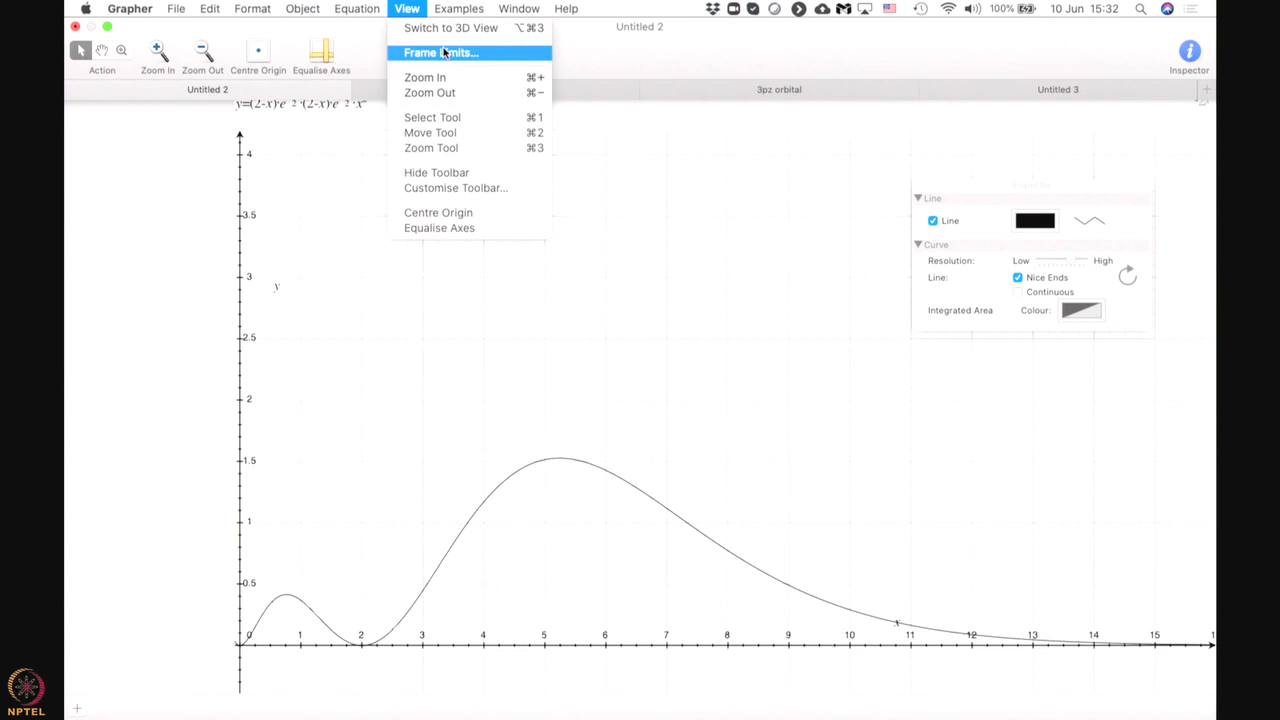 Grapher File Edit Format Object Equation View Examples Window Help 100% 10 Jun 15:32
Untitled 2
Action Zoom In Zoom Out Centre Origin Equalise Axes Inspector
Switch to 3D View ⌥⌘3
Frame Limits...
Zoom In ⌘+
Zoom Out ⌘−
Select Tool ⌘1
Move Tool ⌘2
Zoom Tool ⌘3
Hide Toolbar
Customise Toolbar...
Centre Origin
Equalise Axes
Untitled 2 3pz orbital Untitled 3
4
3.5
3
2.5
2
1.5
1
0.5
y
0 1 2 3 4 5 6 7 8 9 10 11 12 13 14 15 1
x
Line
Line
Curve
Resolution: Low High
Line: Nice Ends
Continuous
Integrated Area Colour:
NPTEL